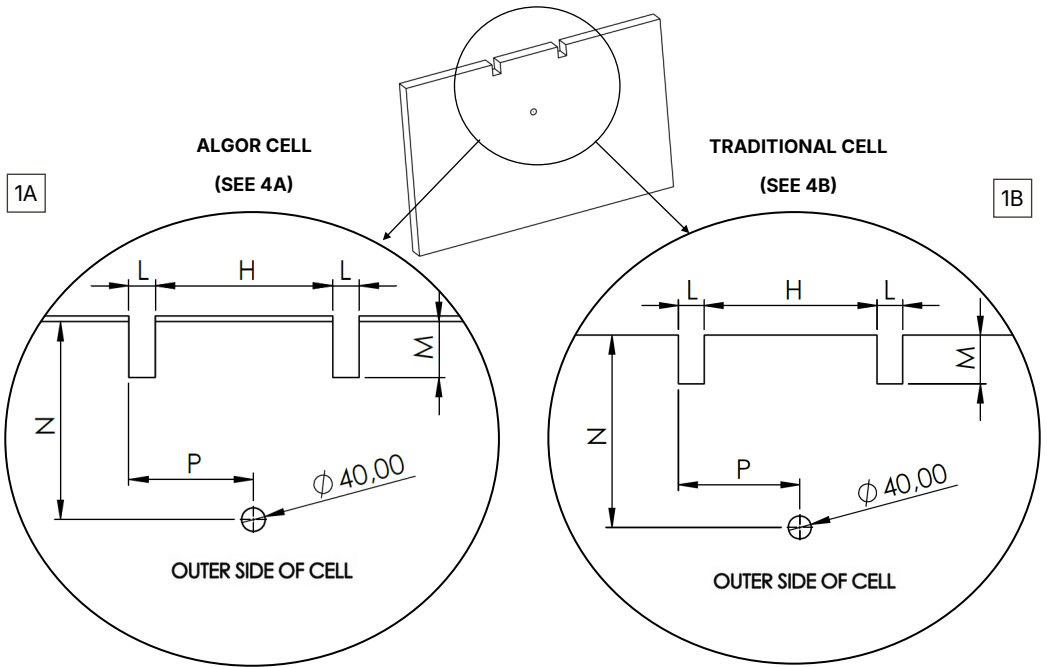 ALGOR CELL
(SEE 4A)
TRADITIONAL CELL
(SEE 4B)
1A
1B
L H L
M
N
P
∅ 40,00
OUTER SIDE OF CELL
L H L
M
N
P
∅ 40,00
OUTER SIDE OF CELL